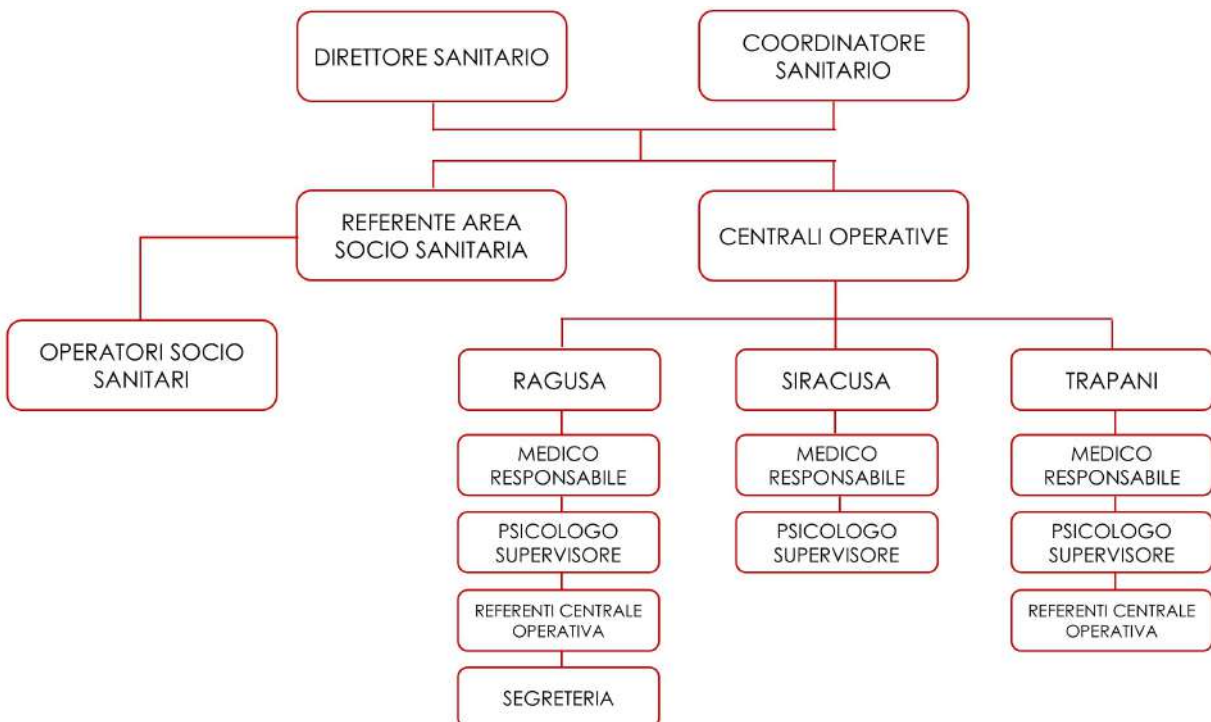 DIRETTORE SANITARIO
COORDINATORE
SANITARIO
REFERENTE AREA
SOCIO SANITARIA
CENTRALI OPERATIVE
OPERATORI SOCIO
SANITARI
RAGUSA
SIRACUSA
TRAPANI
MEDICO
RESPONSABILE
MEDICO
RESPONSABILE
MEDICO
RESPONSABILE
PSICOLOGO
SUPERVISORE
PSICOLOGO
SUPERVISORE
PSICOLOGO
SUPERVISORE
REFERENTI CENTRALE
OPERATIVA
REFERENTI CENTRALE
OPERATIVA
SEGRETERIA